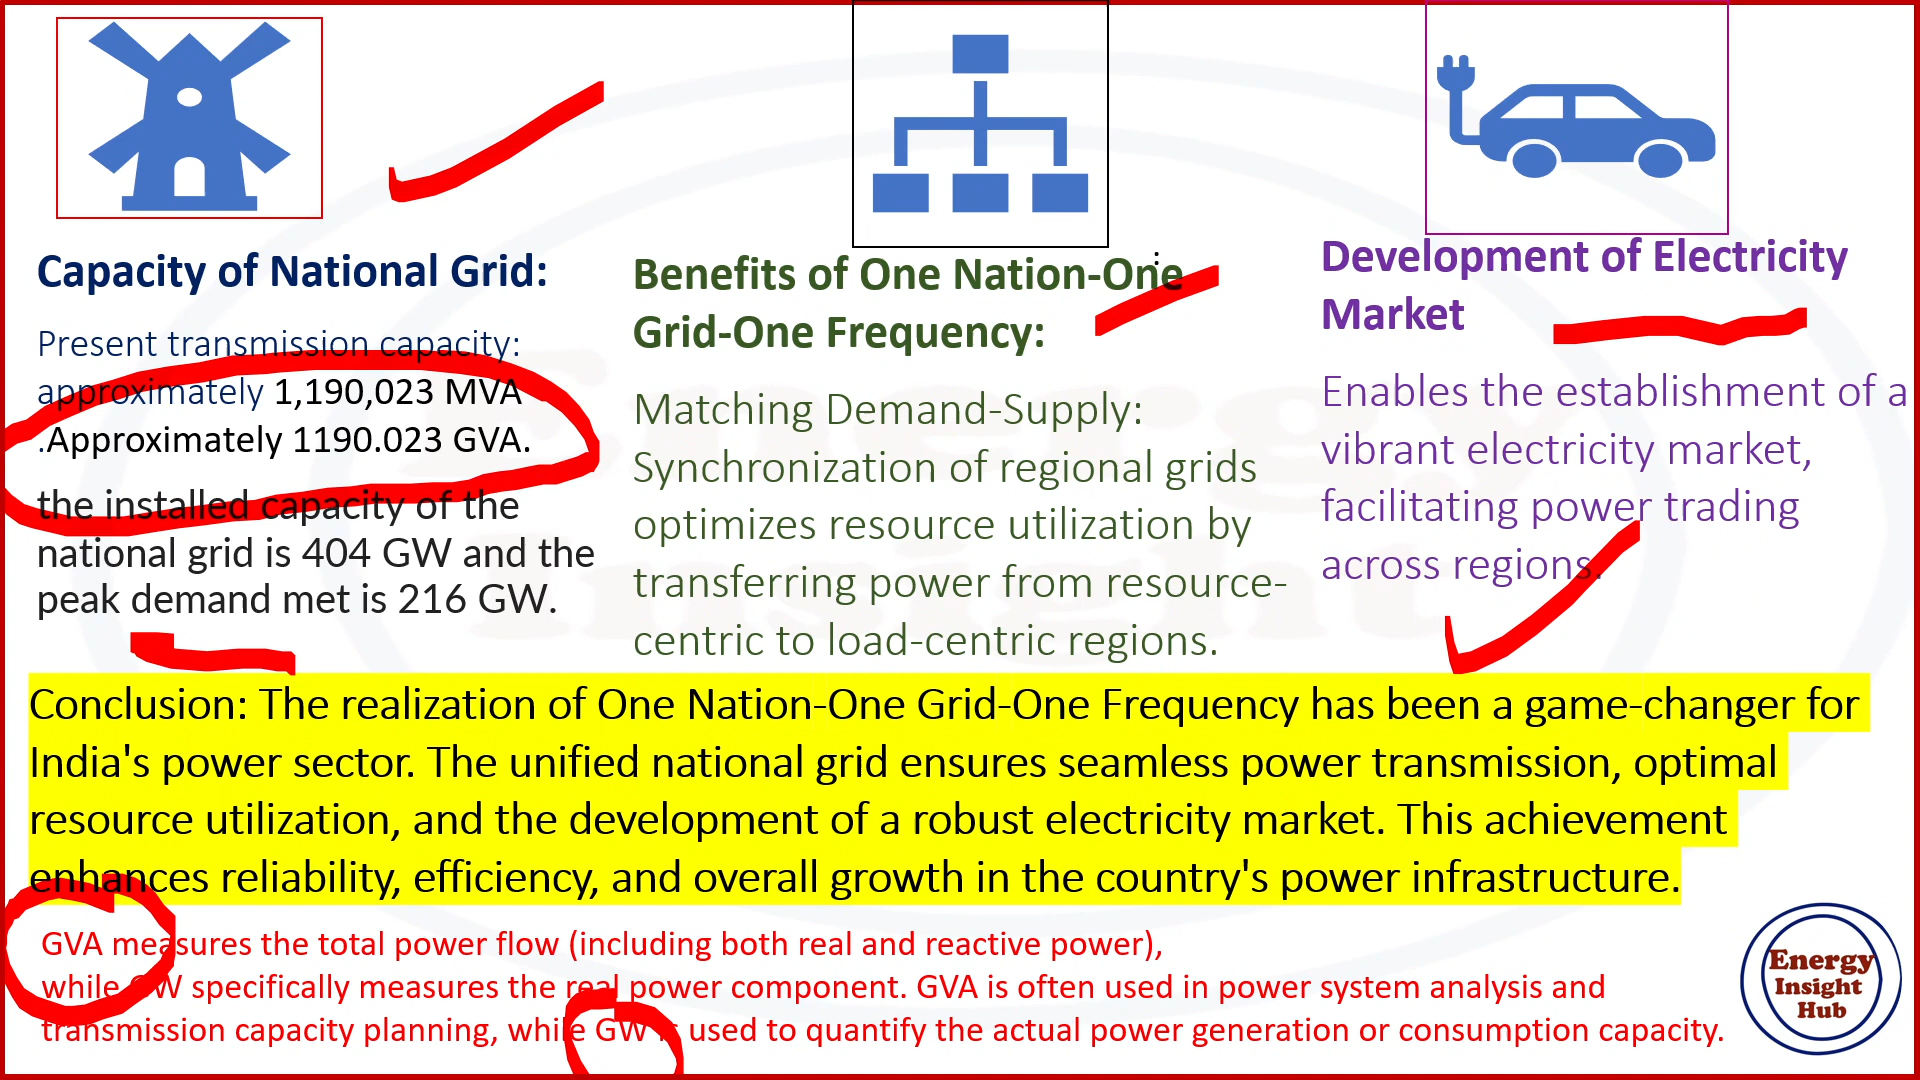 Capacity of National Grid:
Present transmission capacity:
approximately 1,190,023 MVA
.Approximately 1190.023 GVA.
the installed capacity of the
national grid is 404 GW and the
peak demand met is 216 GW.
Benefits of One Nation-One
Grid-One Frequency:
Matching Demand-Supply:
Synchronization of regional grids
optimizes resource utilization by
transferring power from resource-
centric to load-centric regions.
Development of Electricity
Market
Enables the establishment of a
vibrant electricity market,
facilitating power trading
across regions.
Conclusion: The realization of One Nation-One Grid-One Frequency has been a game-changer for
India's power sector. The unified national grid ensures seamless power transmission, optimal
resource utilization, and the development of a robust electricity market. This achievement
enhances reliability, efficiency, and overall growth in the country's power infrastructure.
GVA measures the total power flow (including both real and reactive power),
while GW specifically measures the real power component. GVA is often used in power system analysis and
transmission capacity planning, while GW is used to quantify the actual power generation or consumption capacity.
Energy
Insight
Hub
Energy
Insight